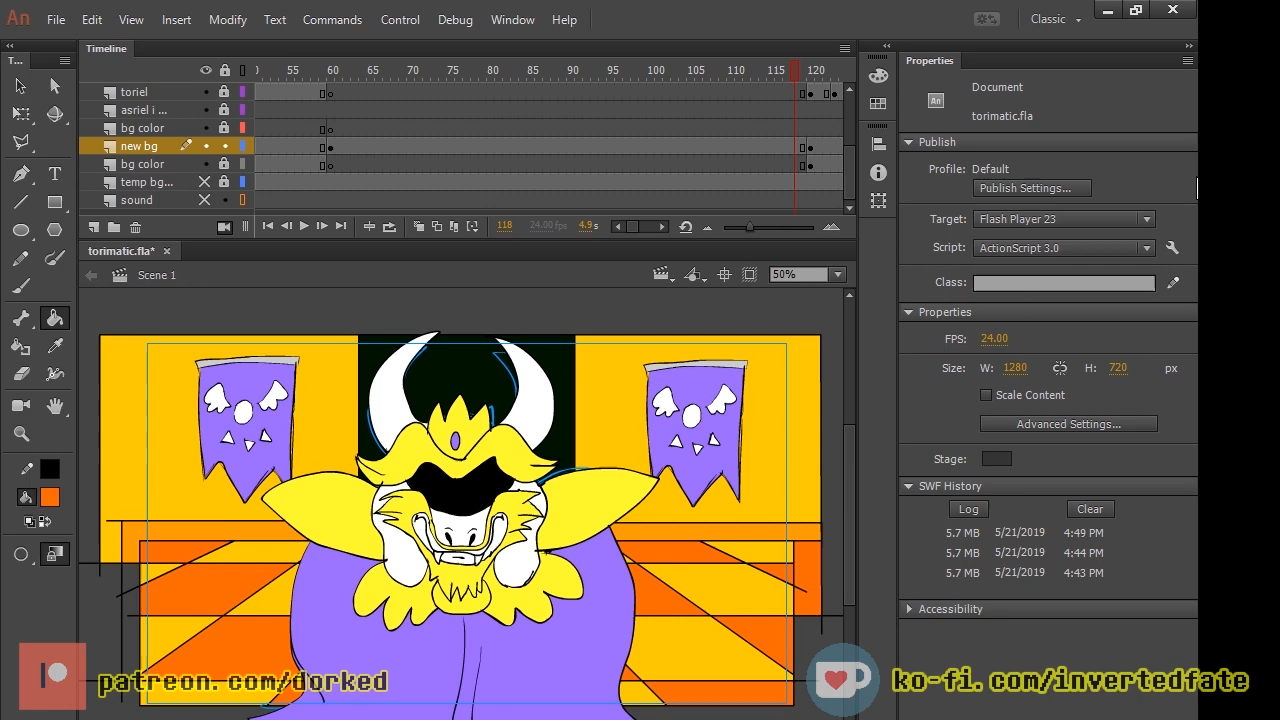 An File Edit View Insert Modify Text Commands Control Debug Window Help Classic
T... Timeline Properties
55 60 65 70 75 80 85 90 95 100 105 110 115 120
toriel
asriel i ...
bg color
new bg
bg color
temp bg...
sound
118 24.00 fps 4.9 s
torimatic.fla*
Scene 1 50%
An Document
torimatic.fla
Publish
Profile: Default
Publish Settings...
Target: Flash Player 23
Script: ActionScript 3.0
Class:
Properties
FPS: 24.00
Size: W: 1280 H: 720 px
Scale Content
Advanced Settings...
Stage:
SWF History
Log Clear
5.7 MB 5/21/2019 4:49 PM
5.7 MB 5/21/2019 4:44 PM
5.7 MB 5/21/2019 4:43 PM
Accessibility
patreon.com/dorked
ko-fi.com/invertedfate